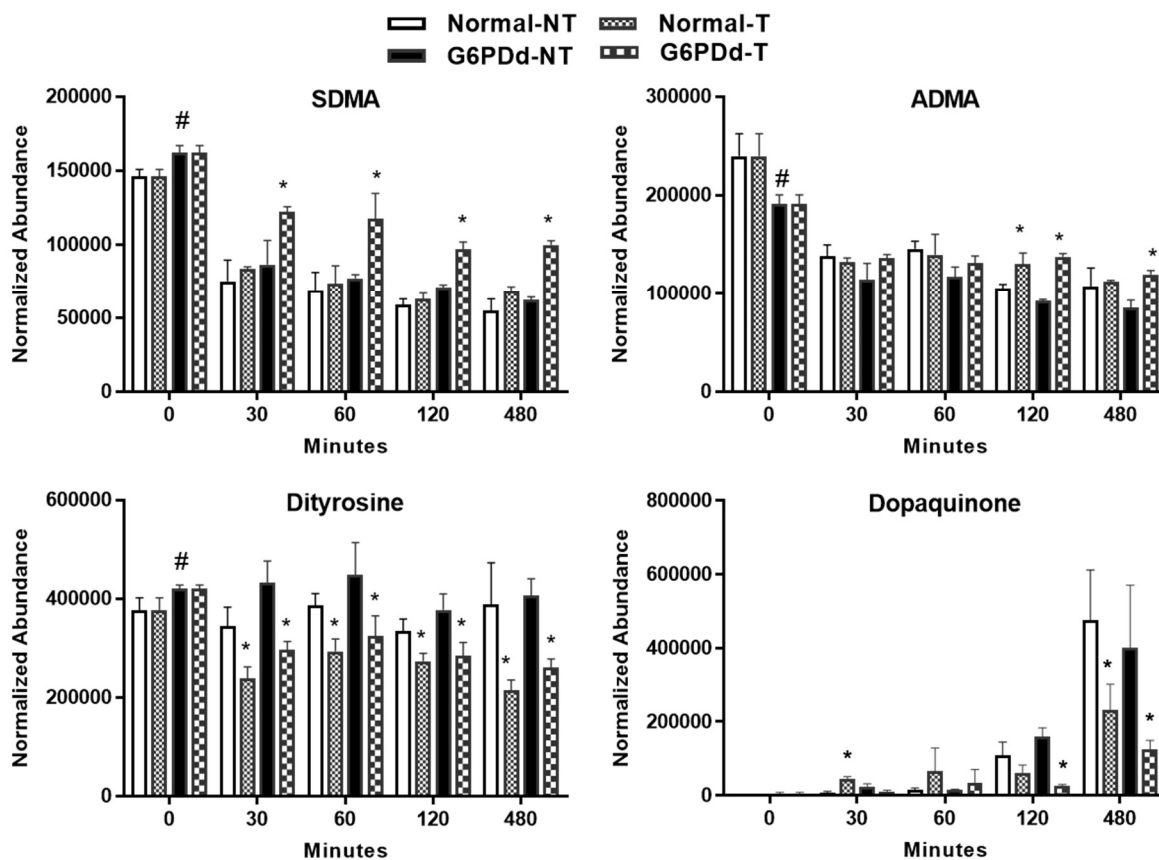 Normal-NT Normal-T
G6PDd-NT G6PDd-T
SDMA
Normalized Abundance
200000
150000
100000
50000
0
#
*
*
*
*
0 30 60 120 480
Minutes
ADMA
Normalized Abundance
300000
200000
100000
0
#
*
*
*
0 30 60 120 480
Minutes
Dityrosine
Normalized Abundance
600000
400000
200000
0
#
*
*
*
*
*
*
*
*
0 30 60 120 480
Minutes
Dopaquinone
Normalized Abundance
800000
600000
400000
200000
0
*
*
*
*
0 30 60 120 480
Minutes